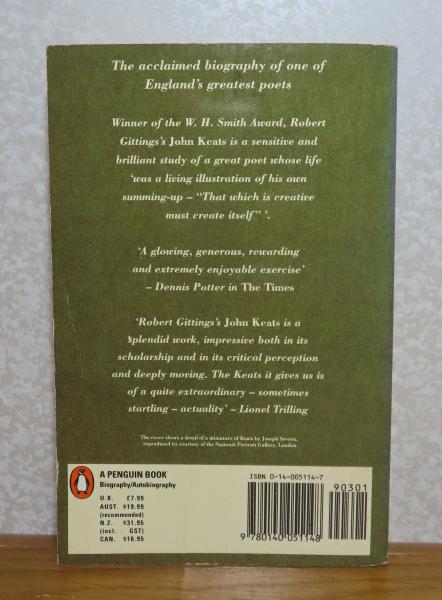 The acclaimed biography of one of
England's greatest poets
Winner of the W. H. Smith Award, Robert
Gittings's John Keats is a sensitive and
brilliant study of a great poet whose life
'was a living illustration of his own
summing-up – "That which is creative
must create itself" '.
'A glowing, generous, rewarding
and extremely enjoyable exercise'
– Dennis Potter in The Times
'Robert Gittings's John Keats is a
splendid work, impressive both in its
scholarship and in its critical perception
and deeply moving. The Keats it gives us is
of a quite extraordinary – sometimes
startling – actuality' – Lionel Trilling
The cover shows a detail of a miniature of Keats by Joseph Severn,
reproduced by courtesy of the National Portrait Gallery, London
A PENGUIN BOOK
Biography/Autobiography
U.K. £7.99
AUST. $19.99
(recommended)
N.Z. $31.95
(incl. GST)
CAN. $16.95
ISBN 0-14-005114-7
90301
9 780140 051148